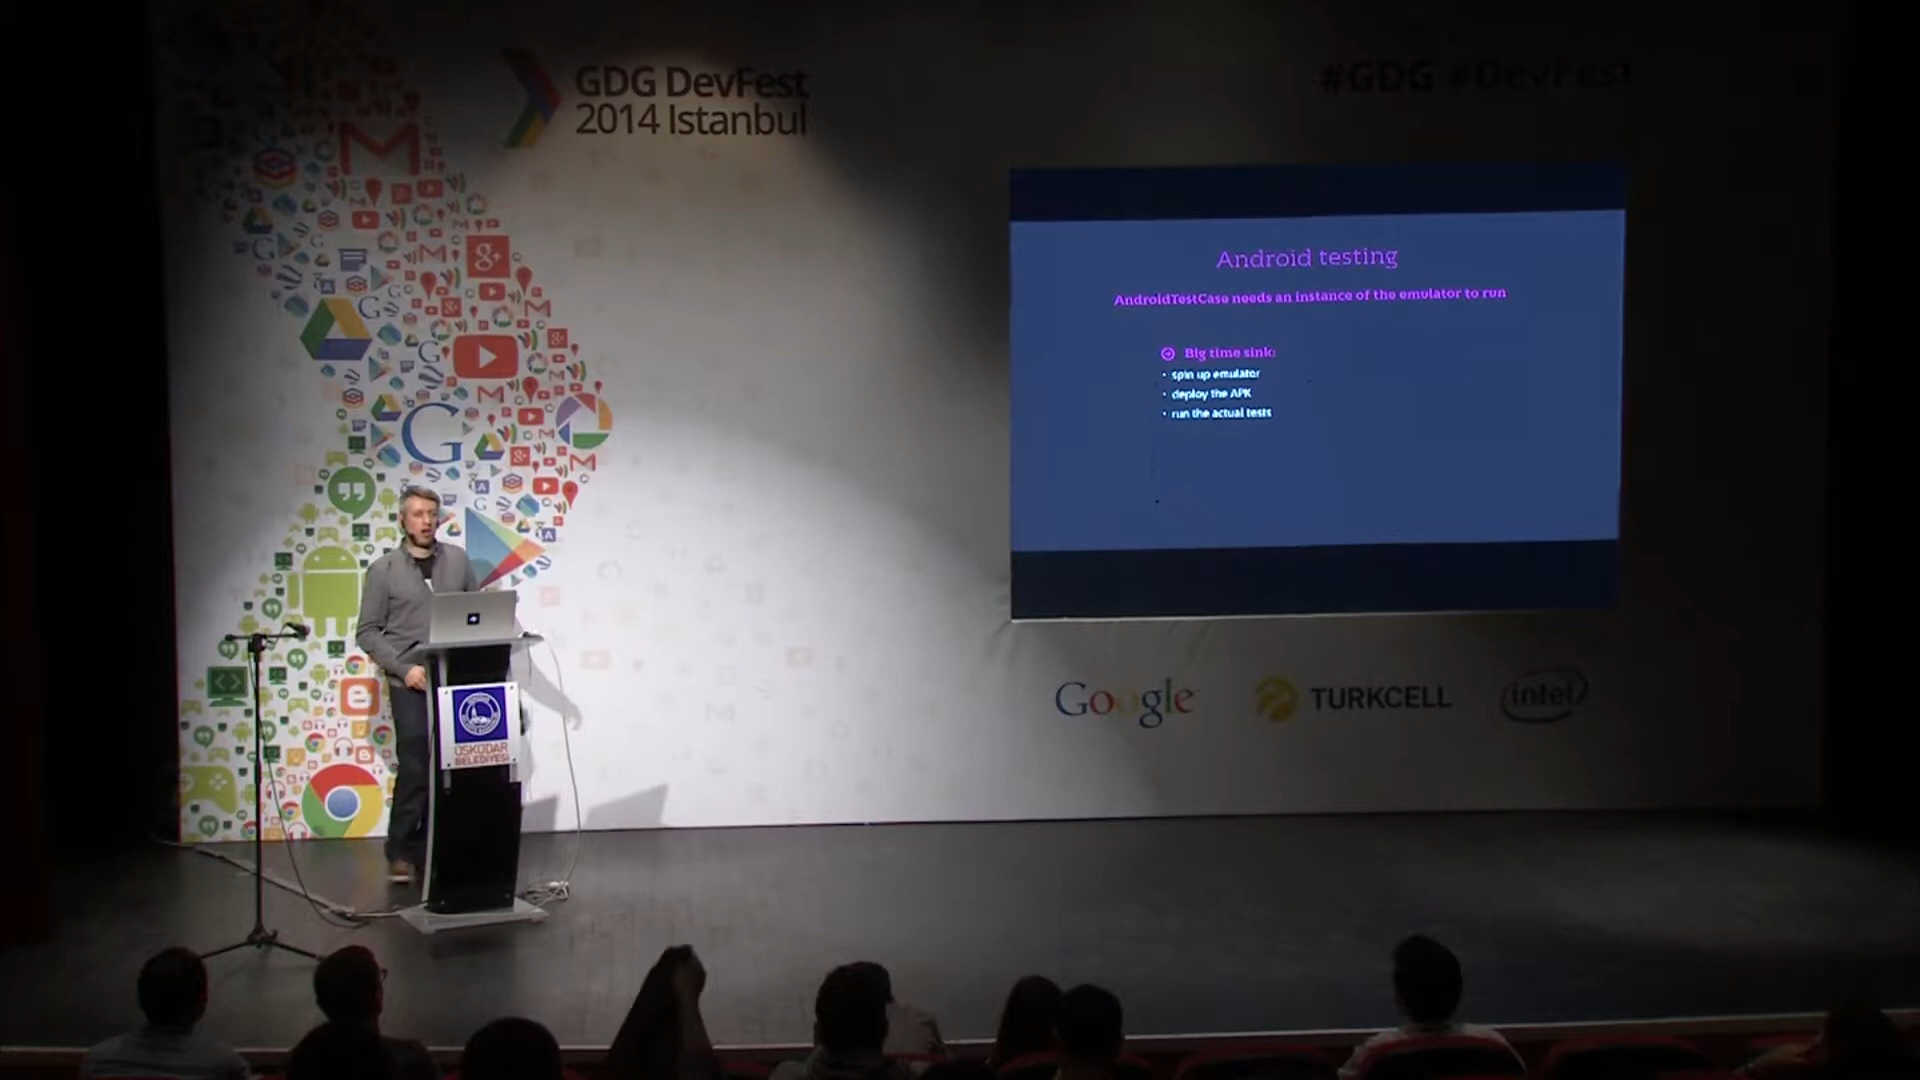 GDG DevFest
2014 Istanbul
#GDG #DevFest
Android testing
AndroidTestCase needs an instance of the emulator to run
Big time sink:
· spin up emulator
· deploy the APK
· run the actual tests
Google
TURKCELL
intel
ÜSKÜDAR
BELEDİYESİ